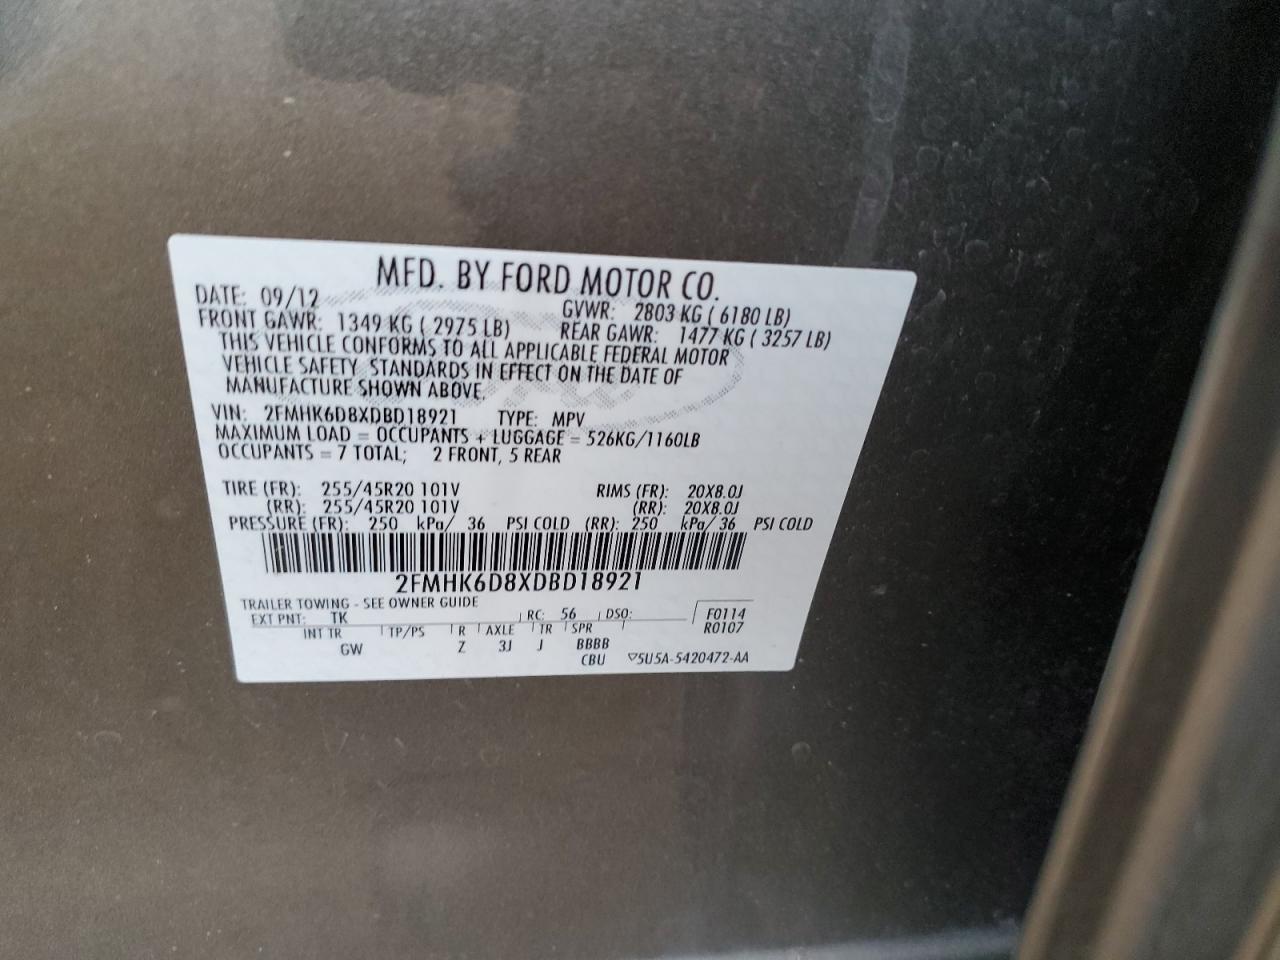 MFD. BY FORD MOTOR CO.
DATE: 09/12 GVWR: 2803 KG ( 6180 LB)
FRONT GAWR: 1349 KG ( 2975 LB) REAR GAWR: 1477 KG ( 3257 LB)
THIS VEHICLE CONFORMS TO ALL APPLICABLE FEDERAL MOTOR
VEHICLE SAFETY STANDARDS IN EFFECT ON THE DATE OF
MANUFACTURE SHOWN ABOVE.
VIN: 2FMHK6D8XDBD18921 TYPE: MPV
MAXIMUM LOAD = OCCUPANTS + LUGGAGE = 526KG/1160LB
OCCUPANTS = 7 TOTAL; 2 FRONT, 5 REAR
TIRE (FR): 255/45R20 101V RIMS (FR): 20X8.0J
(RR): 255/45R20 101V (RR): 20X8.0J
PRESSURE (FR): 250 kPa/ 36 PSI COLD (RR): 250 kPa/ 36 PSI COLD
2FMHK6D8XDBD18921
TRAILER TOWING - SEE OWNER GUIDE
EXT PNT: TK RC: 56 DSO: F0114
R0107
INT TR TP/PS R AXLE TR SPR
GW Z 3J J BBBB
CBU 5U5A-5420472-AA